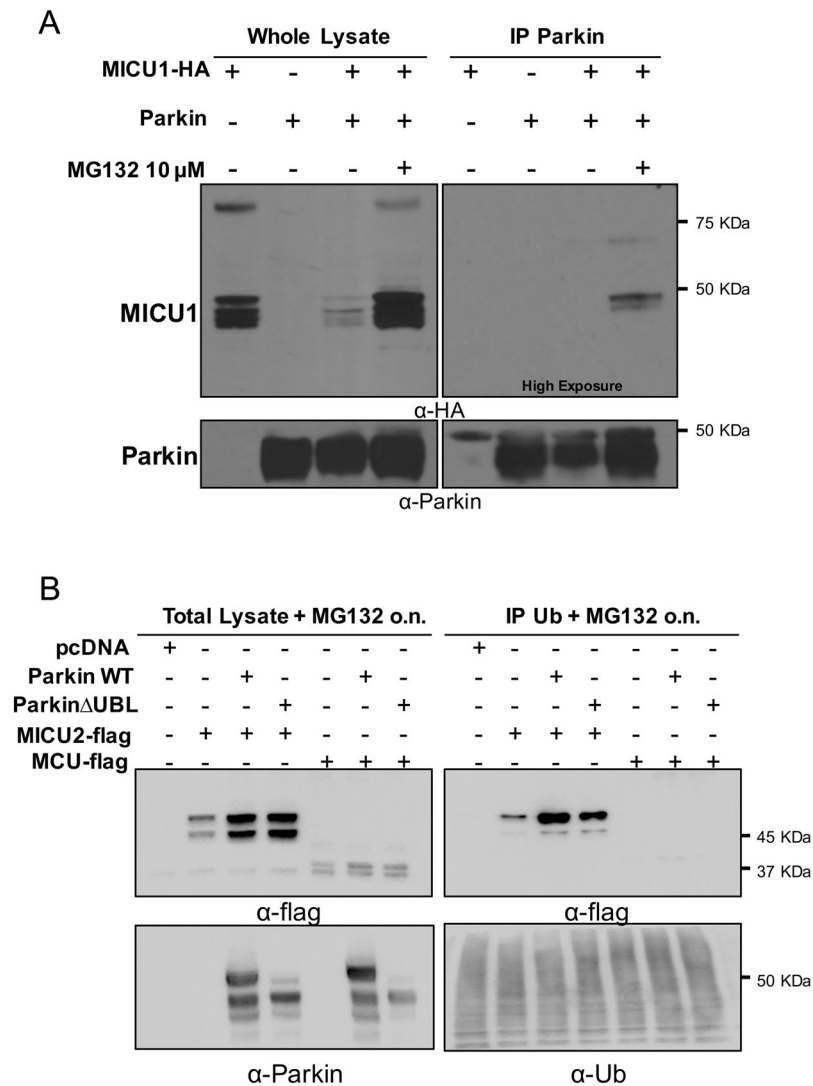 A
Whole Lysate IP Parkin
MICU1-HA + - + + + - + +
Parkin - + + + - + + +
MG132 10 µM - - - + - - - +
75 KDa
50 KDa
MICU1
High Exposure
α-HA
50 KDa
Parkin
α-Parkin
B
Total Lysate + MG132 o.n. IP Ub + MG132 o.n.
pcDNA + - - - - - - + - - - - - -
Parkin WT - - + - - + - - - + - - + -
Parkin∆UBL - - - + - - + - - - + - - +
MICU2-flag - + + + - - - - + + + - - -
MCU-flag - - - - + + + - - - - + + +
45 KDa
37 KDa
α-flag α-flag
50 KDa
α-Parkin α-Ub